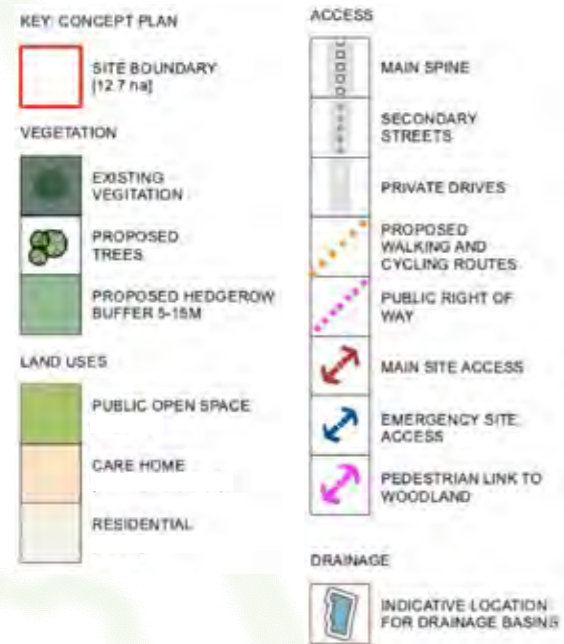 KEY: CONCEPT PLAN
SITE BOUNDARY
[12.7 ha]
VEGETATION
EXISTING
VEGITATION
PROPOSED
TREES
PROPOSED HEDGEROW
BUFFER 5-15M
LAND USES
PUBLIC OPEN SPACE
CARE HOME
RESIDENTIAL
ACCESS
MAIN SPINE
SECONDARY
STREETS
PRIVATE DRIVES
PROPOSED
WALKING AND
CYCLING ROUTES
PUBLIC RIGHT OF
WAY
MAIN SITE ACCESS
EMERGENCY SITE
ACCESS
PEDESTRIAN LINK TO
WOODLAND
DRAINAGE
INDICATIVE LOCATION
FOR DRAINAGE BASINS